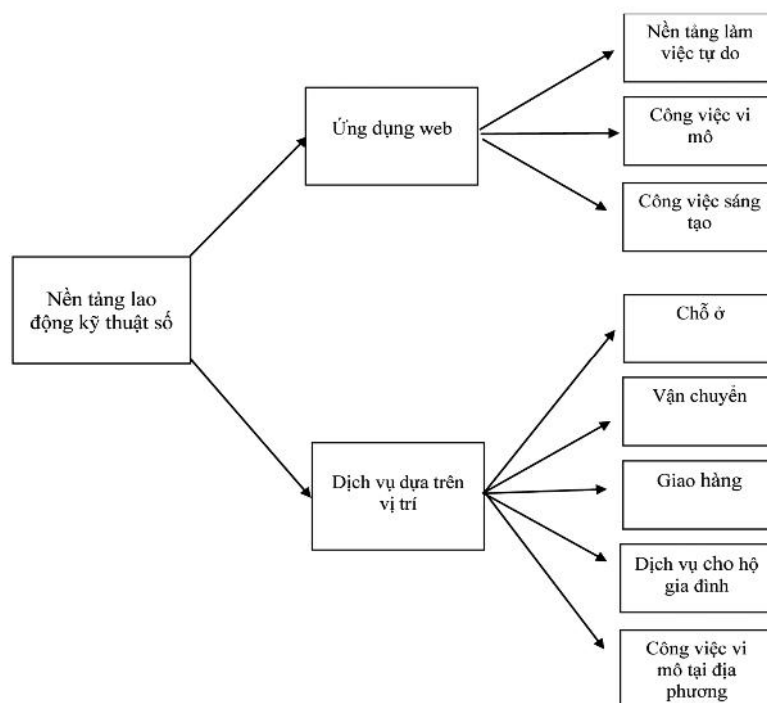 Nền tảng lao
động kỹ thuật số
Ứng dụng web
Nền tảng làm
việc tự do
Công việc vi
mô
Công việc sáng
tạo
Dịch vụ dựa trên
vị trí
Chỗ ở
Vận chuyển
Giao hàng
Dịch vụ cho hộ
gia đình
Công việc vi
mô tại địa
phương